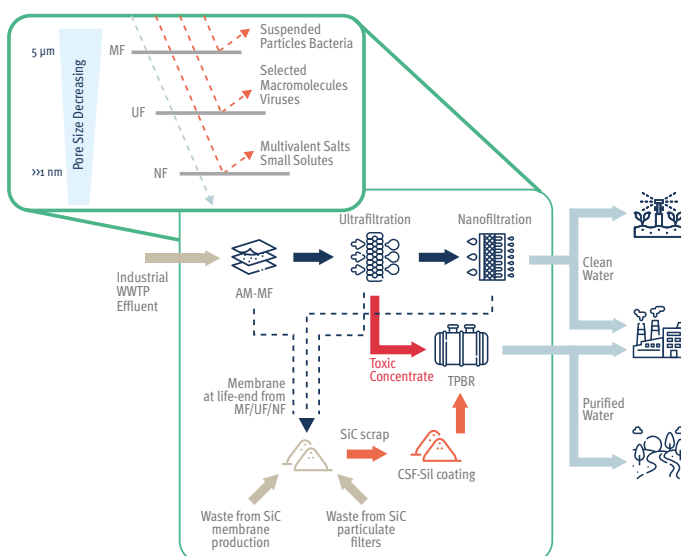 Pore Size Decreasing
5 µm
»1 nm
MF
UF
NF
Suspended
Particles Bacteria
Selected
Macromolecules
Viruses
Multivalent Salts
Small Solutes
Ultrafiltration
Nanofiltration
Industrial
WWTP
Effluent
AM-MF
Clean
Water
Toxic
Concentrate
TPBR
Membrane
at life-end from
MF/UF/NF
Purified
Water
SiC scrap
CSF-Sil coating
Waste from SiC
membrane
production
Waste from SiC
particulate
filters